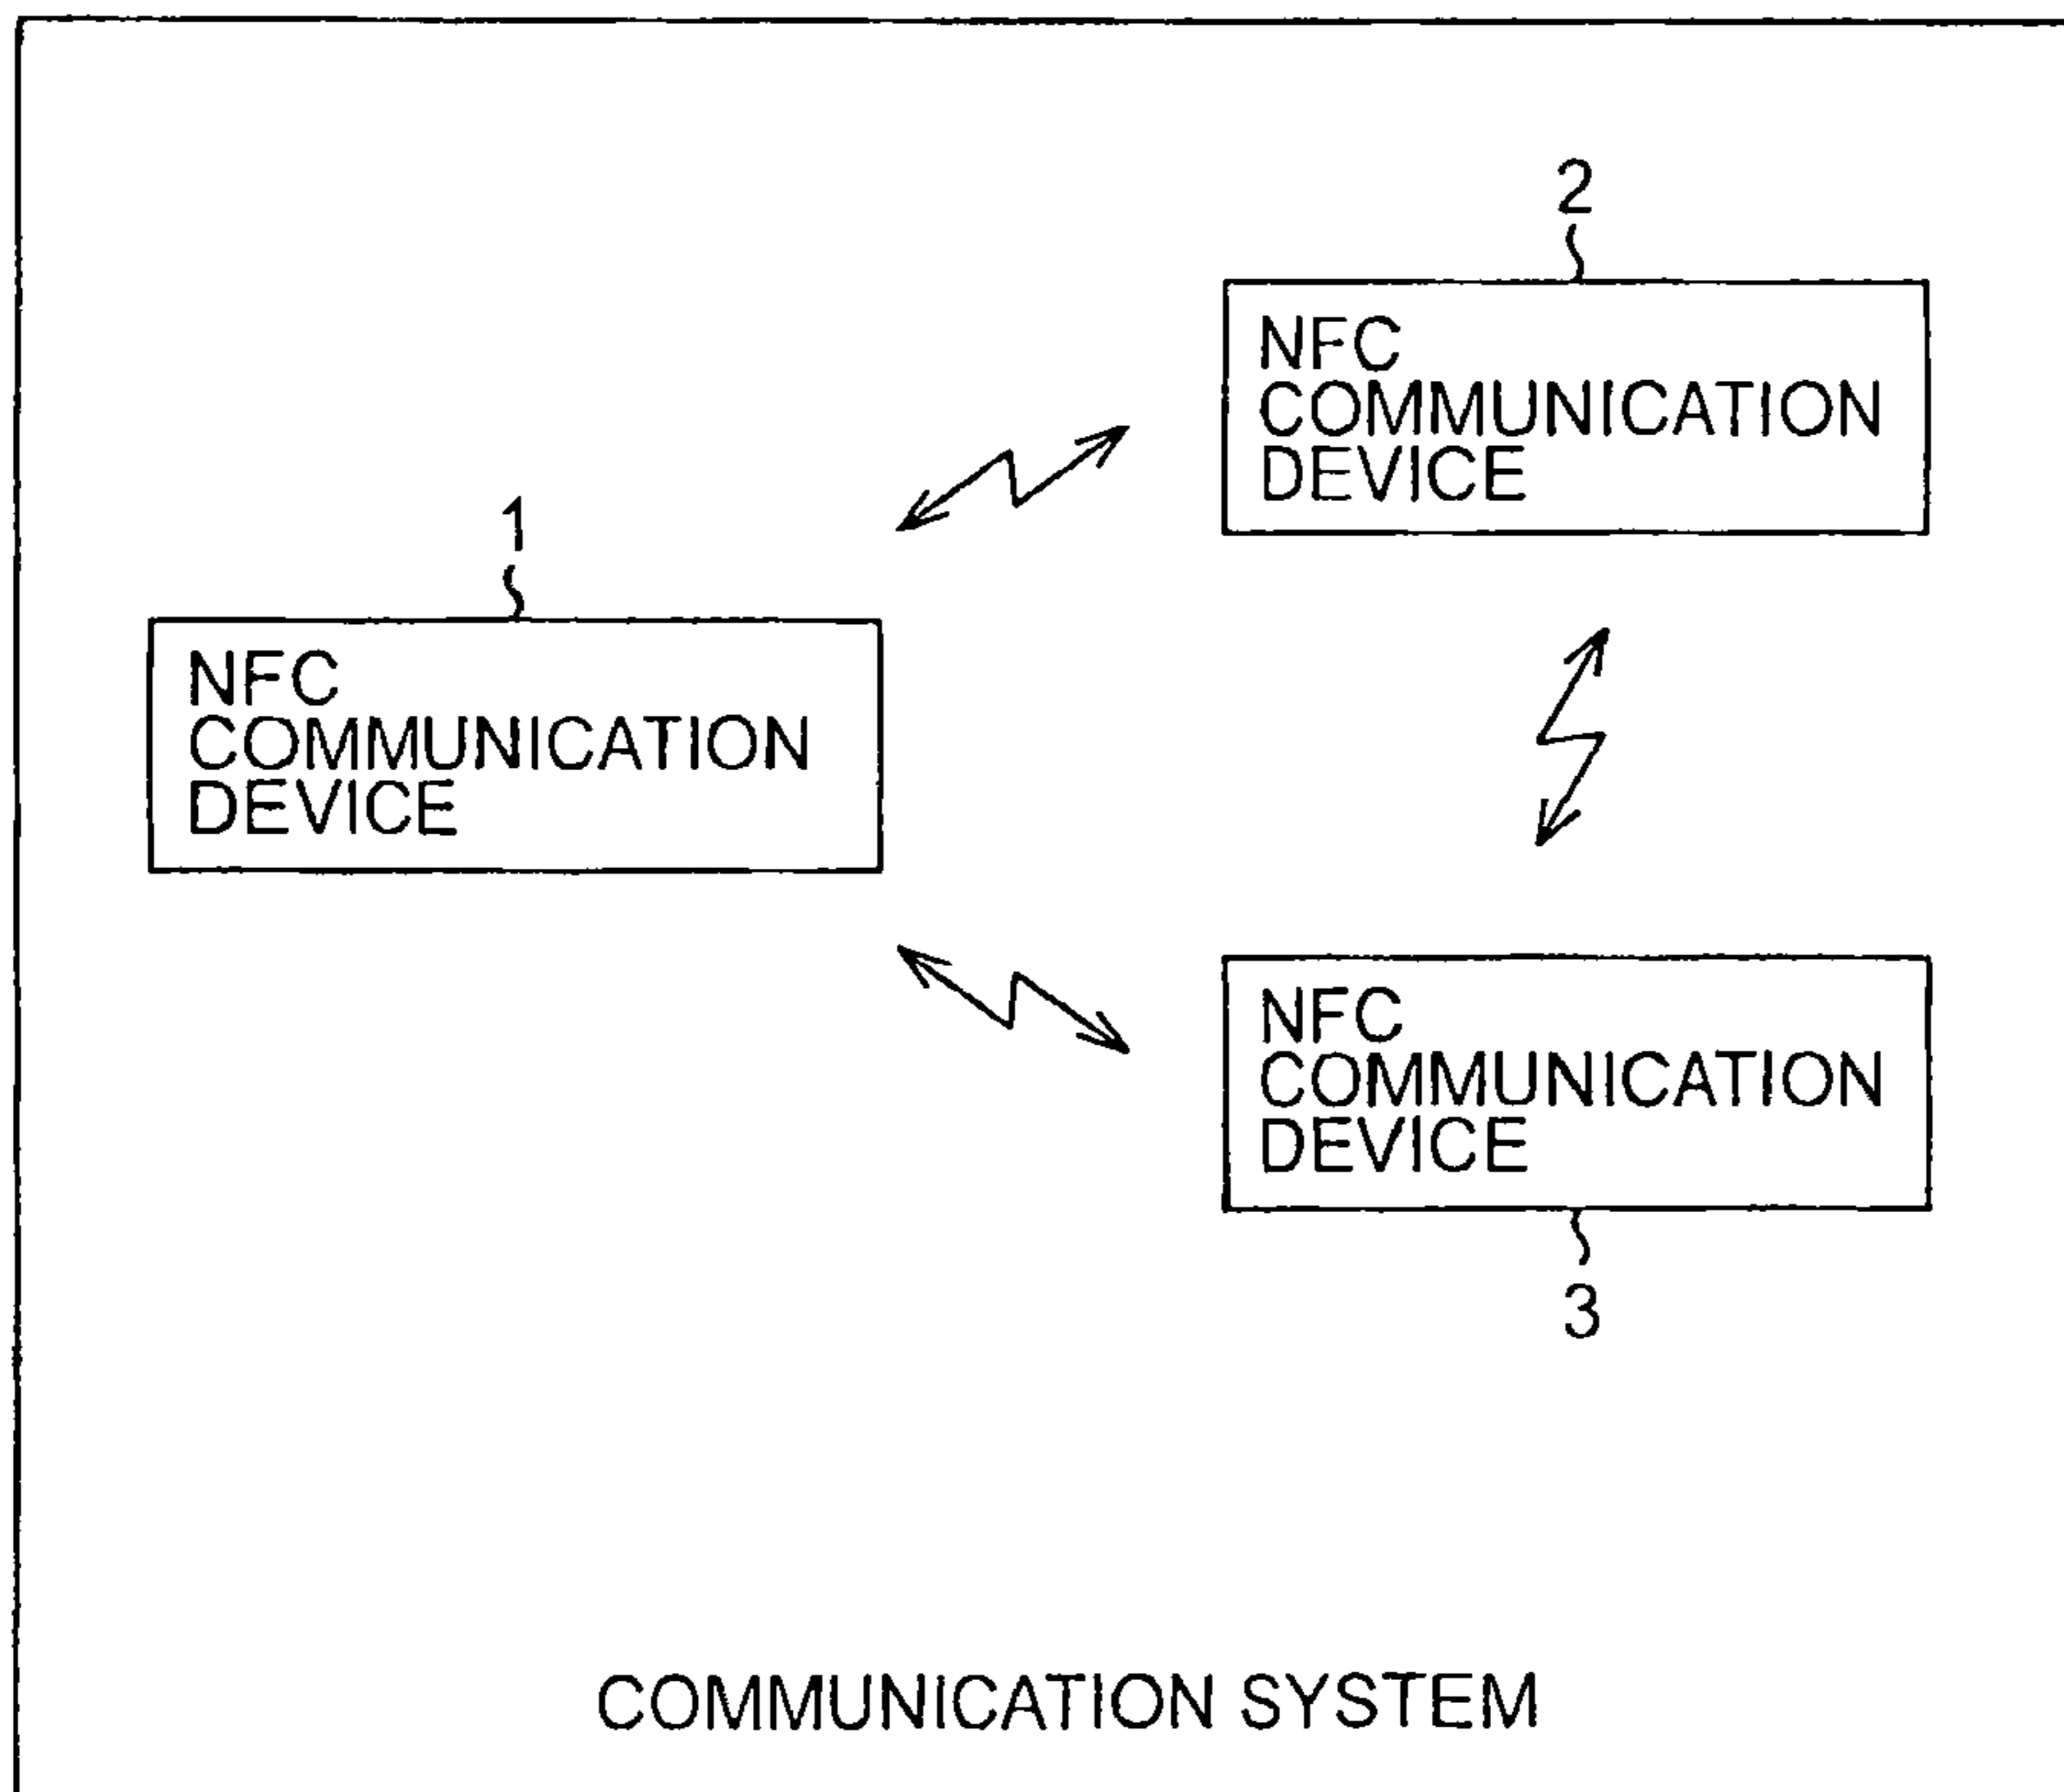 2
NFC
COMMUNICATION
DEVICE
1
NFC
COMMUNICATION
DEVICE
NFC
COMMUNICATION
DEVICE
3
COMMUNICATION SYSTEM